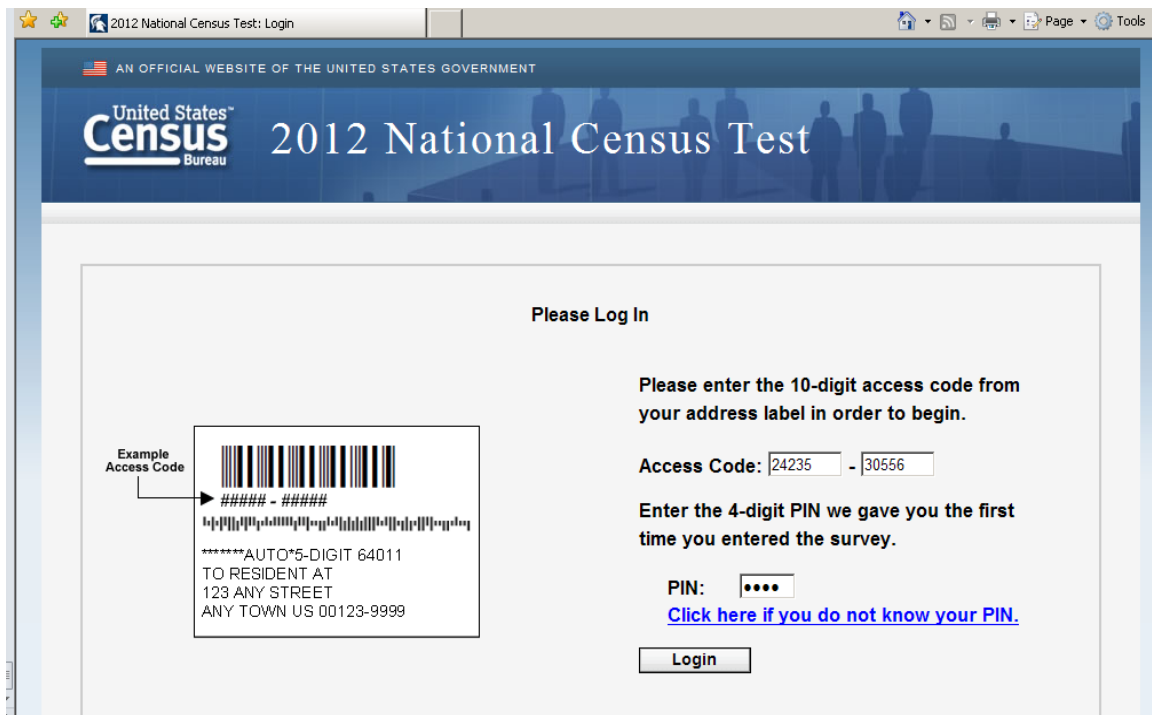 2012 National Census Test: Login
Page
Tools
AN OFFICIAL WEBSITE OF THE UNITED STATES GOVERNMENT
United States™
Census
Bureau
2012 National Census Test
Please Log In
Please enter the 10-digit access code from
your address label in order to begin.
Example
Access Code
##### - #####
*******AUTO*5-DIGIT 64011
TO RESIDENT AT
123 ANY STREET
ANY TOWN US 00123-9999
Access Code: 24235 - 30556
Enter the 4-digit PIN we gave you the first
time you entered the survey.
PIN: ••••
Click here if you do not know your PIN.
Login